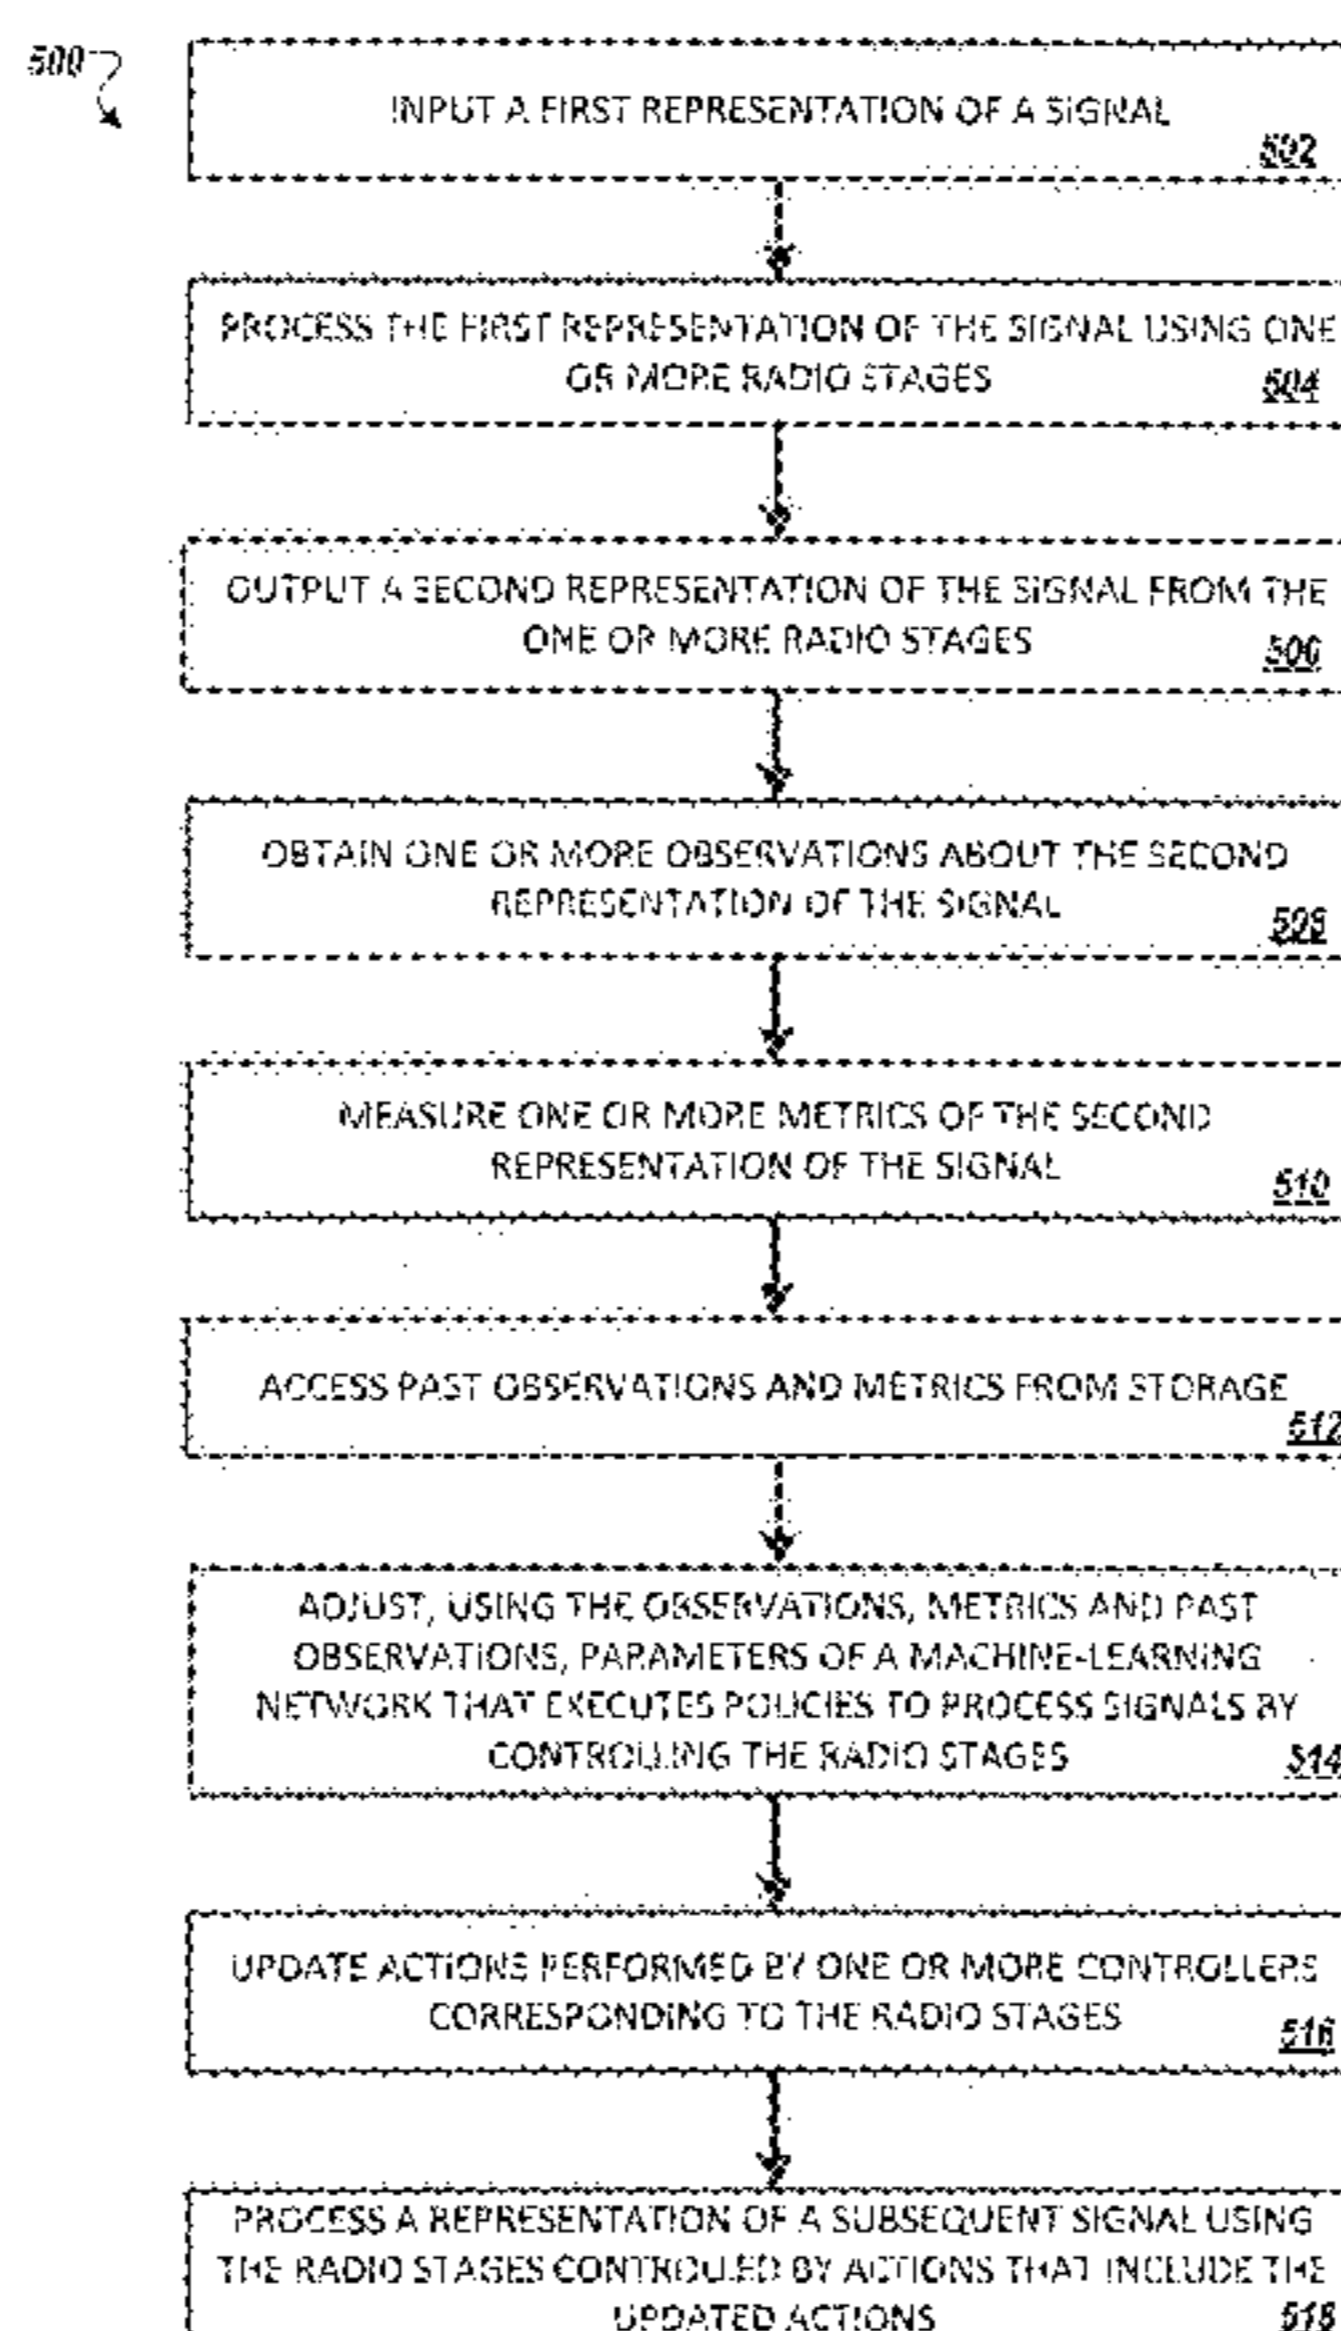 500
INPUT A FIRST REPRESENTATION OF A SIGNAL
502
PROCESS THE FIRST REPRESENTATION OF THE SIGNAL USING ONE
OR MORE RADIO STAGES
504
OUTPUT A SECOND REPRESENTATION OF THE SIGNAL FROM THE
ONE OR MORE RADIO STAGES
506
OBTAIN ONE OR MORE OBSERVATIONS ABOUT THE SECOND
REPRESENTATION OF THE SIGNAL
508
MEASURE ONE OR MORE METRICS OF THE SECOND
REPRESENTATION OF THE SIGNAL
510
ACCESS PAST OBSERVATIONS AND METRICS FROM STORAGE
512
ADJUST, USING THE OBSERVATIONS, METRICS AND PAST
OBSERVATIONS, PARAMETERS OF A MACHINE-LEARNING
NETWORK THAT EXECUTES POLICIES TO PROCESS SIGNALS BY
CONTROLLING THE RADIO STAGES
514
UPDATE ACTIONS PERFORMED BY ONE OR MORE CONTROLLERS
CORRESPONDING TO THE RADIO STAGES
516
PROCESS A REPRESENTATION OF A SUBSEQUENT SIGNAL USING
THE RADIO STAGES CONTROLLED BY ACTIONS THAT INCLUDE THE
UPDATED ACTIONS
518